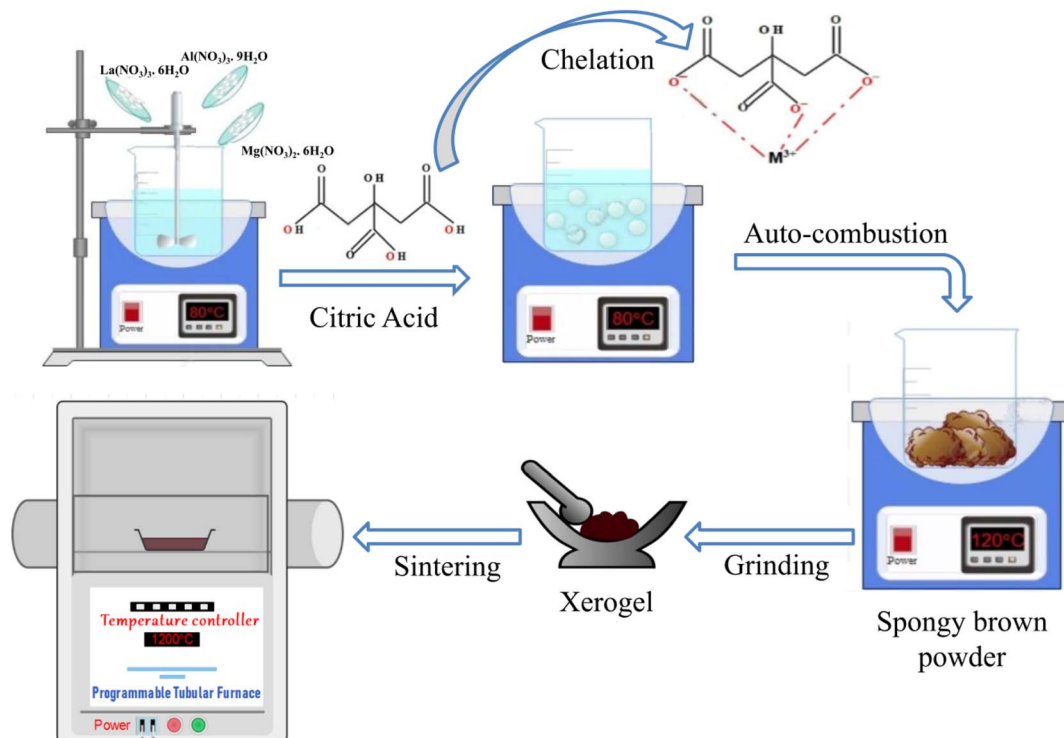 Al(NO3)3. 9H2O
La(NO3)3. 6H2O
Mg(NO3)2. 6H2O
Power
80°C
O
OH
O
OH
O
OH
OH
Citric Acid
Chelation
O
OH
O
O−
O
O−
O−
M3+
Power
80°C
Auto-combustion
Power
120°C
Spongy brown
powder
Grinding
Xerogel
Sintering
Temperature controller
1200°C
Programmable Tubular Furnace
Power